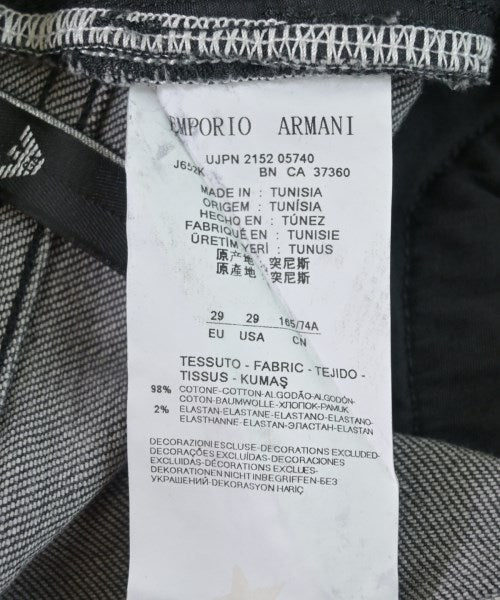 EMPORIO ARMANI
UJPN 2152 05740
J652K BN CA 37360
MADE IN : TUNISIA
ORIGEM : TUNÍSIA
HECHO EN : TÚNEZ
FABRIQUÉ EN : TUNISIE
ÜRETİM YERİ : TUNUS
原产地 : 突尼斯
原產地 : 突尼斯
29 29 165/74A
EU USA CN
TESSUTO - FABRIC - TEJIDO -
TISSUS - KUMAŞ
98% COTONE-COTTON-ALGODÃO-ALGODÓN-
COTON-BAUMWOLLE-ХЛОПОК-PAMUK
2% ELASTAN-ELASTANE-ELASTANO-ELASTANO-
ELASTHANNE-ELASTAN-ЭЛАСТАН-ELASTAN
DECORAZIONI ESCLUSE-DECORATIONS EXCLUDED-
DECORAÇÕES EXCLUÍDAS-DECORACIONES
EXCLUIDAS-DÉCORATIONS EXCLUES-
DEKORATIONEN NICHT INBEGRIFFEN-БЕЗ
УКРАШЕНИЙ-DEKORASYON HARİÇ